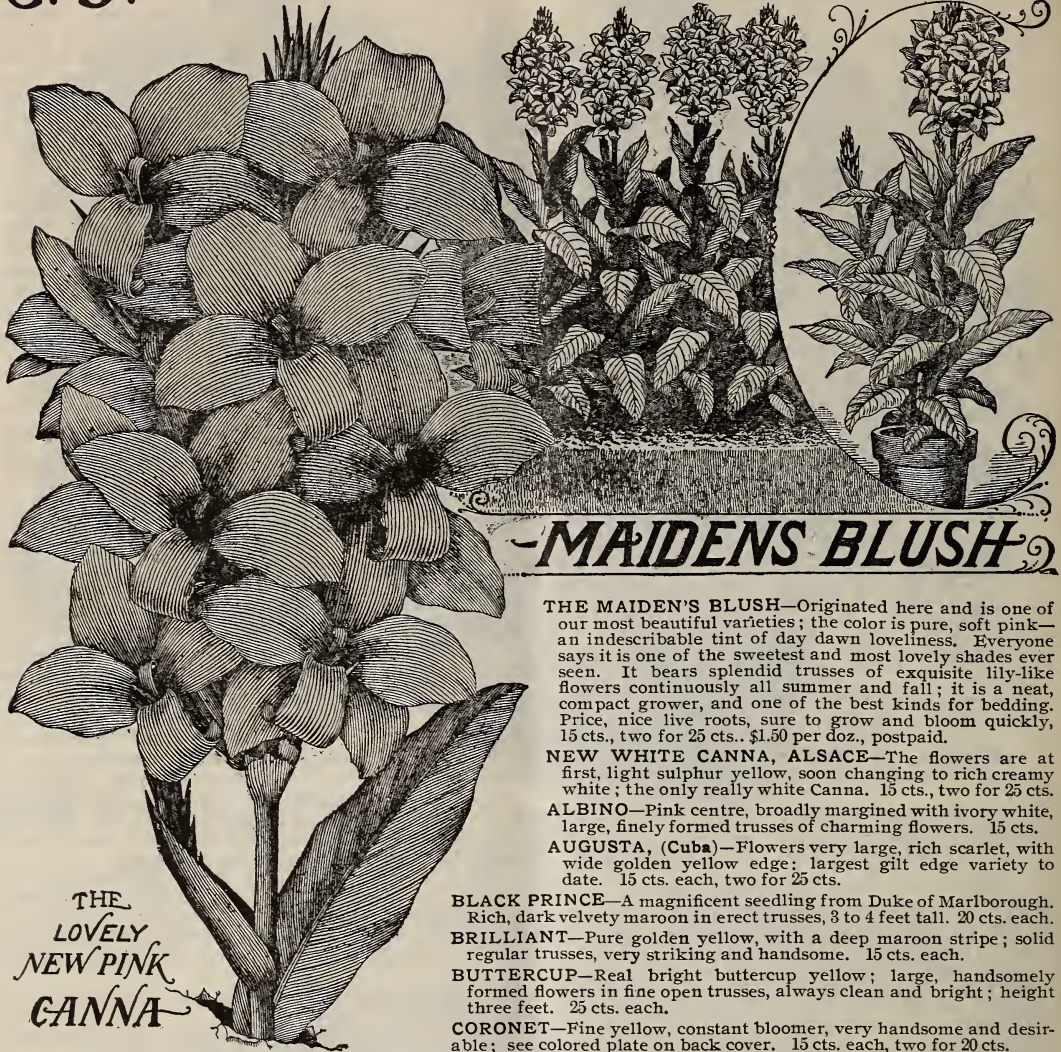 -MAIDENS BLUSH-
THE MAIDEN'S BLUSH—Originated here and is one of
our most beautiful varieties; the color is pure, soft pink—
an indescribable tint of day dawn loveliness. Everyone
says it is one of the sweetest and most lovely shades ever
seen. It bears splendid trusses of exquisite lily-like
flowers continuously all summer and fall; it is a neat,
compact grower, and one of the best kinds for bedding.
Price, nice live roots, sure to grow and bloom quickly,
15 cts., two for 25 cts.. $1.50 per doz., postpaid.
NEW WHITE CANNA, ALSACE—The flowers are at
first, light sulphur yellow, soon changing to rich creamy
white; the only really white Canna. 15 cts., two for 25 cts.
ALBINO—Pink centre, broadly margined with ivory white,
large, finely formed trusses of charming flowers. 15 cts.
AUGUSTA, (Cuba)—Flowers very large, rich scarlet, with
wide golden yellow edge; largest gilt edge variety to
date. 15 cts. each, two for 25 cts.
BLACK PRINCE—A magnificent seedling from Duke of Marlborough.
Rich, dark velvety maroon in erect trusses, 3 to 4 feet tall. 20 cts. each.
BRILLIANT—Pure golden yellow, with a deep maroon stripe; solid
regular trusses, very striking and handsome. 15 cts. each.
BUTTERCUP—Real bright buttercup yellow; large, handsomely
formed flowers in fine open trusses, always clean and bright; height
three feet. 25 cts. each.
CORONET—Fine yellow, constant bloomer, very handsome and desir-
able; see colored plate on back cover. 15 cts. each, two for 20 cts.
THE
LOVELY
NEW PINK
CANNA